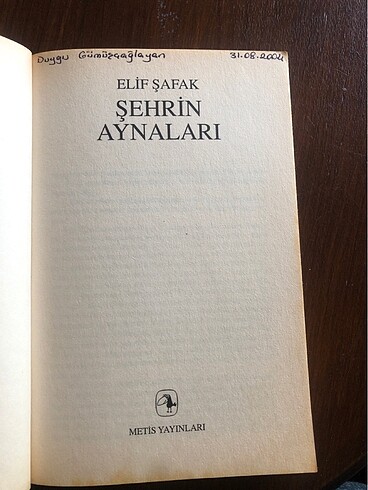 Duygu Gümüşçağlayan 31.08.2004
ELİF ŞAFAK
ŞEHRİN
AYNALARI
METİS YAYINLARI